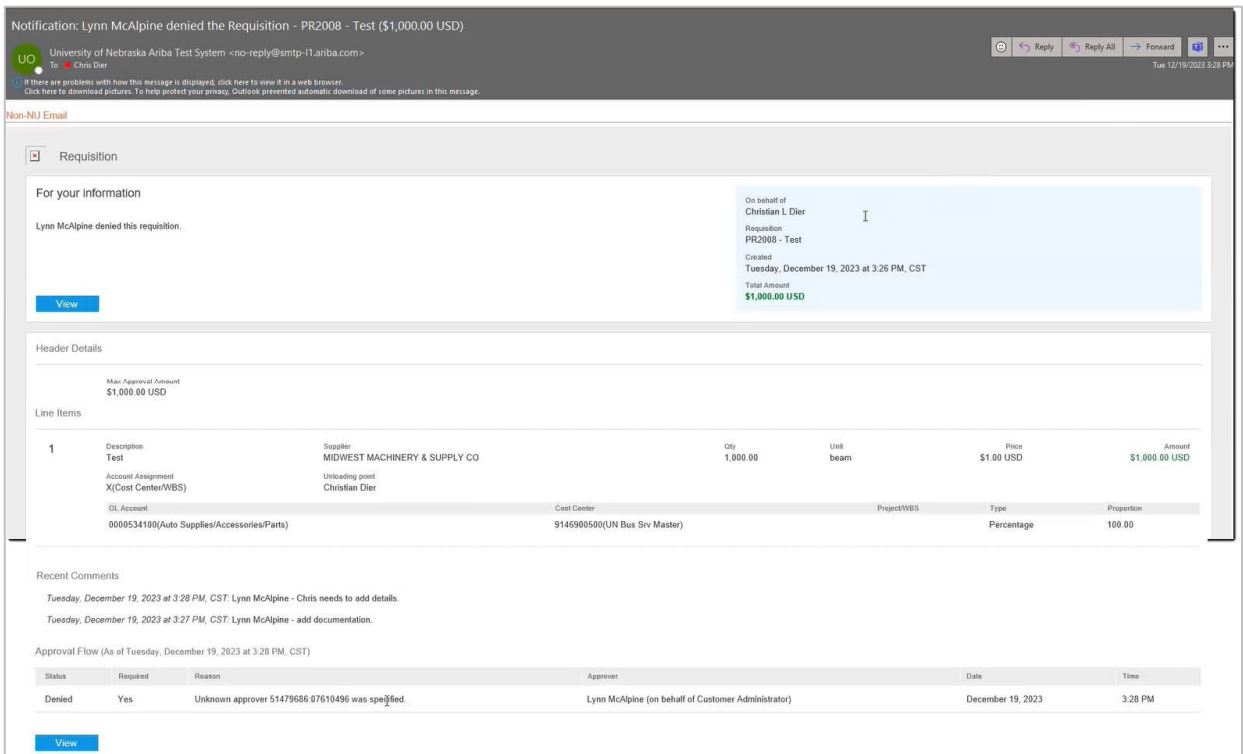 Notification: Lynn McAlpine denied the Requisition - PR2008 - Test ($1,000.00 USD)
UO
University of Nebraska Ariba Test System <no-reply@smtp-l1.ariba.com>
To Chris Dier
Reply Reply All Forward
Tue 12/19/2023 3:28 PM
If there are problems with how this message is displayed, click here to view it in a web browser.
Click here to download pictures. To help protect your privacy, Outlook prevented automatic download of some pictures in this message.
Non-NU Email
Requisition
For your information
Lynn McAlpine denied this requisition.
View
On behalf of
Christian L Dier
Requisition
PR2008 - Test
Created
Tuesday, December 19, 2023 at 3:26 PM, CST
Total Amount
$1,000.00 USD
Header Details
Max Approval Amount
$1,000.00 USD
Line Items
1 Description Supplier Qty Unit Price Amount
Test MIDWEST MACHINERY & SUPPLY CO 1,000.00 beam $1.00 USD $1,000.00 USD
Account Assignment Unloading point
X(Cost Center/WBS) Christian Dier
GL Account Cost Center Project/WBS Type Proportion
0000534100(Auto Supplies/Accessories/Parts) 9146900500(UN Bus Srv Master) Percentage 100.00
Recent Comments
Tuesday, December 19, 2023 at 3:28 PM, CST: Lynn McAlpine - Chris needs to add details.
Tuesday, December 19, 2023 at 3:27 PM, CST: Lynn McAlpine - add documentation.
Approval Flow (As of Tuesday, December 19, 2023 at 3:28 PM, CST)
Status Required Reason Approver Date Time
Denied Yes Unknown approver 51479686:07610496 was specified. Lynn McAlpine (on behalf of Customer Administrator) December 19, 2023 3:28 PM
View